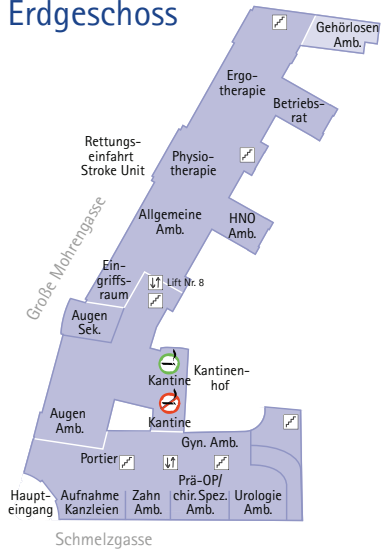 Erdgeschoss
Gehörlosen
Amb.
Ergo-
therapie
Betriebs-
rat
Rettungs-
einfahrt
Stroke Unit
Physio-
therapie
Allgemeine
Amb.
HNO
Amb.
Große Mohrengasse
Ein-
griffs-
raum
Lift Nr. 8
Augen
Sek.
Kantine
Kantinen-
hof
Kantine
Augen
Amb.
Gyn. Amb.
Portier
Haupt-
eingang
Aufnahme
Kanzleien
Zahn
Amb.
Prä-OP/
chir. Spez.
Amb.
Urologie
Amb.
Schmelzgasse